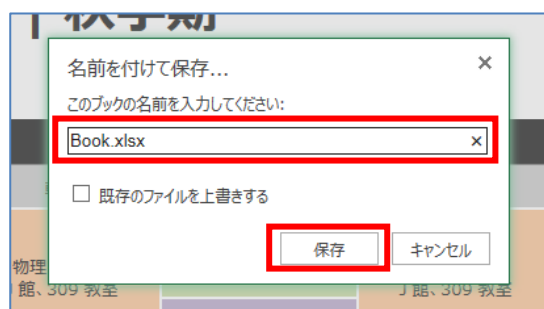 秋学期
名前を付けて保存...
このブックの名前を入力してください:
Book.xlsx
既存のファイルを上書きする
保存 キャンセル
物理
館、309 教室
J 館、309 教室